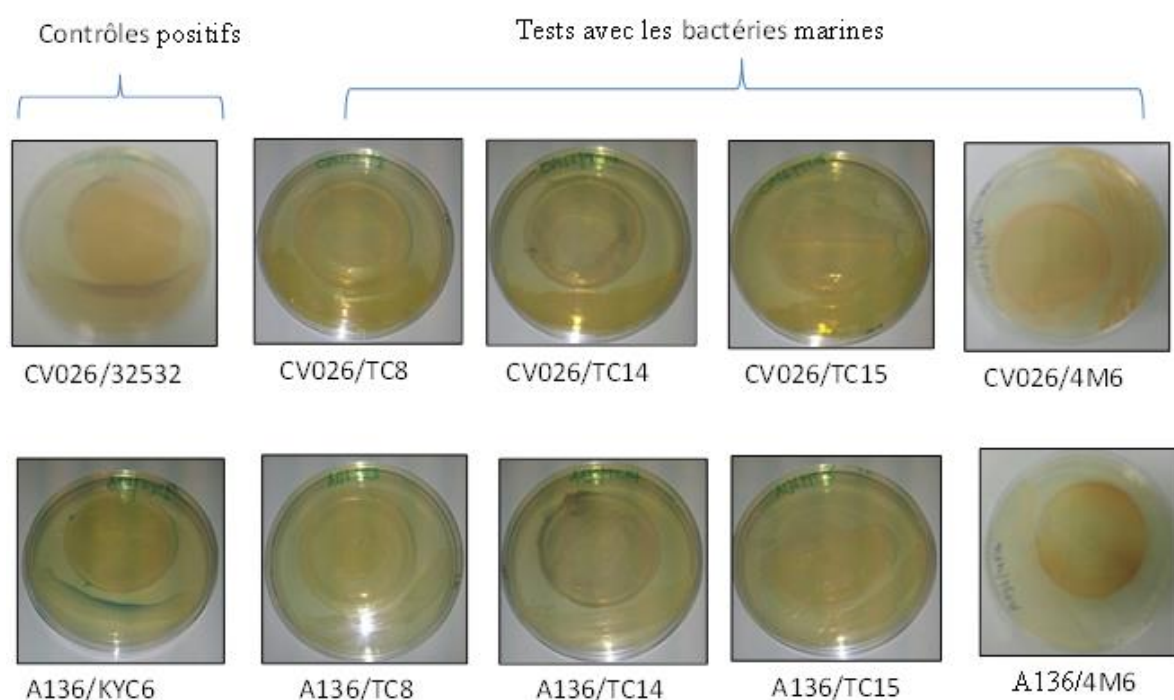 Contrôles positifs
Tests avec les bactéries marines
CV026/32532
CV026/TC8
CV026/TC14
CV026/TC15
CV026/4M6
A136/KYC6
A136/TC8
A136/TC14
A136/TC15
A136/4M6